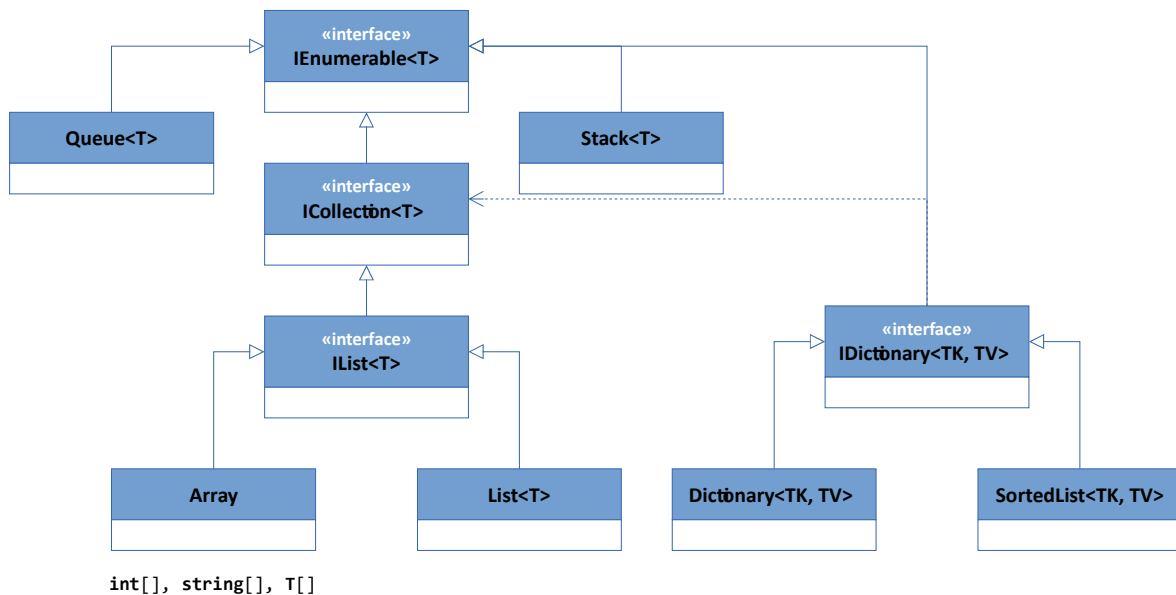 «interface»
IEnumerable<T>
Queue<T>
Stack<T>
«interface»
ICollection<T>
«interface»
IList<T>
«interface»
IDictionary<TK, TV>
Array
List<T>
Dictionary<TK, TV>
SortedList<TK, TV>
int[], string[], T[]